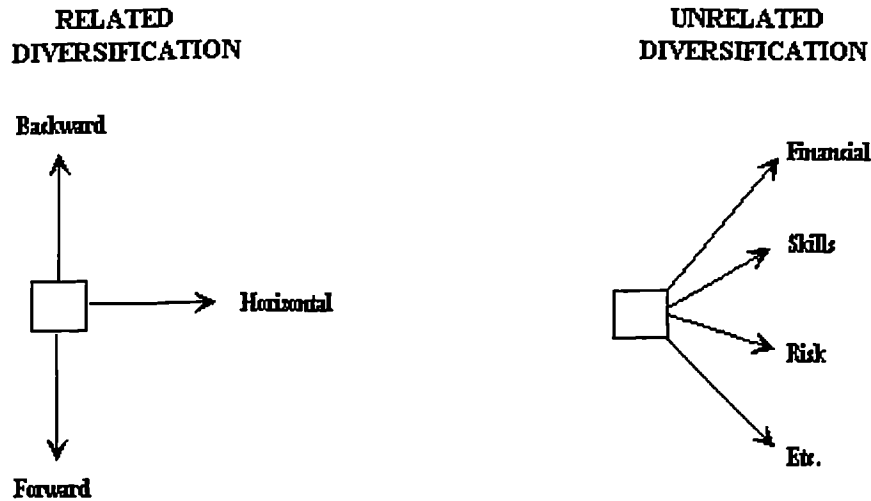 RELATED
DIVERSIFICATION
Backward
Horizontal
Forward
UNRELATED
DIVERSIFICATION
Financial
Skills
Risk
Etc.